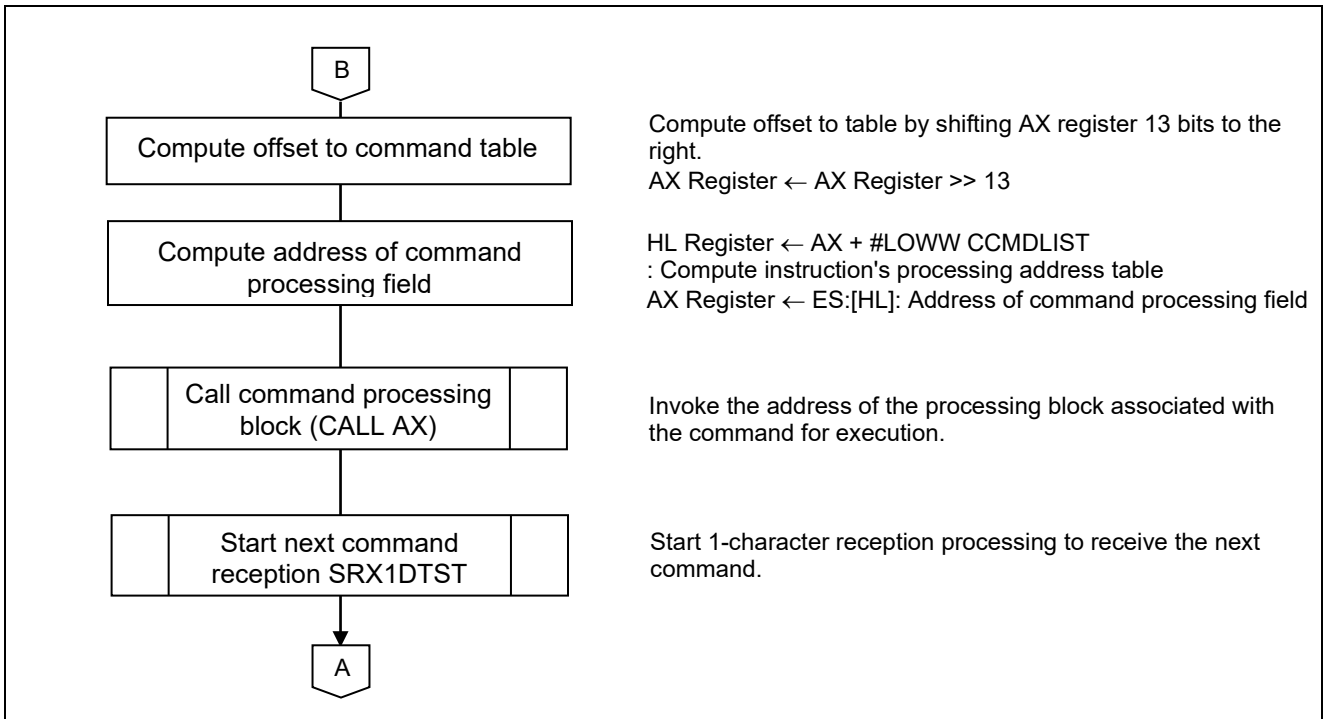 B
Compute offset to command table
Compute offset to table by shifting AX register 13 bits to the
right.
AX Register ← AX Register >> 13
Compute address of command
processing field
HL Register ← AX + #LOWW CCMDLIST
: Compute instruction's processing address table
AX Register ← ES:[HL]: Address of command processing field
Call command processing
block (CALL AX)
Invoke the address of the processing block associated with
the command for execution.
Start next command
reception SRX1DTST
Start 1-character reception processing to receive the next
command.
A